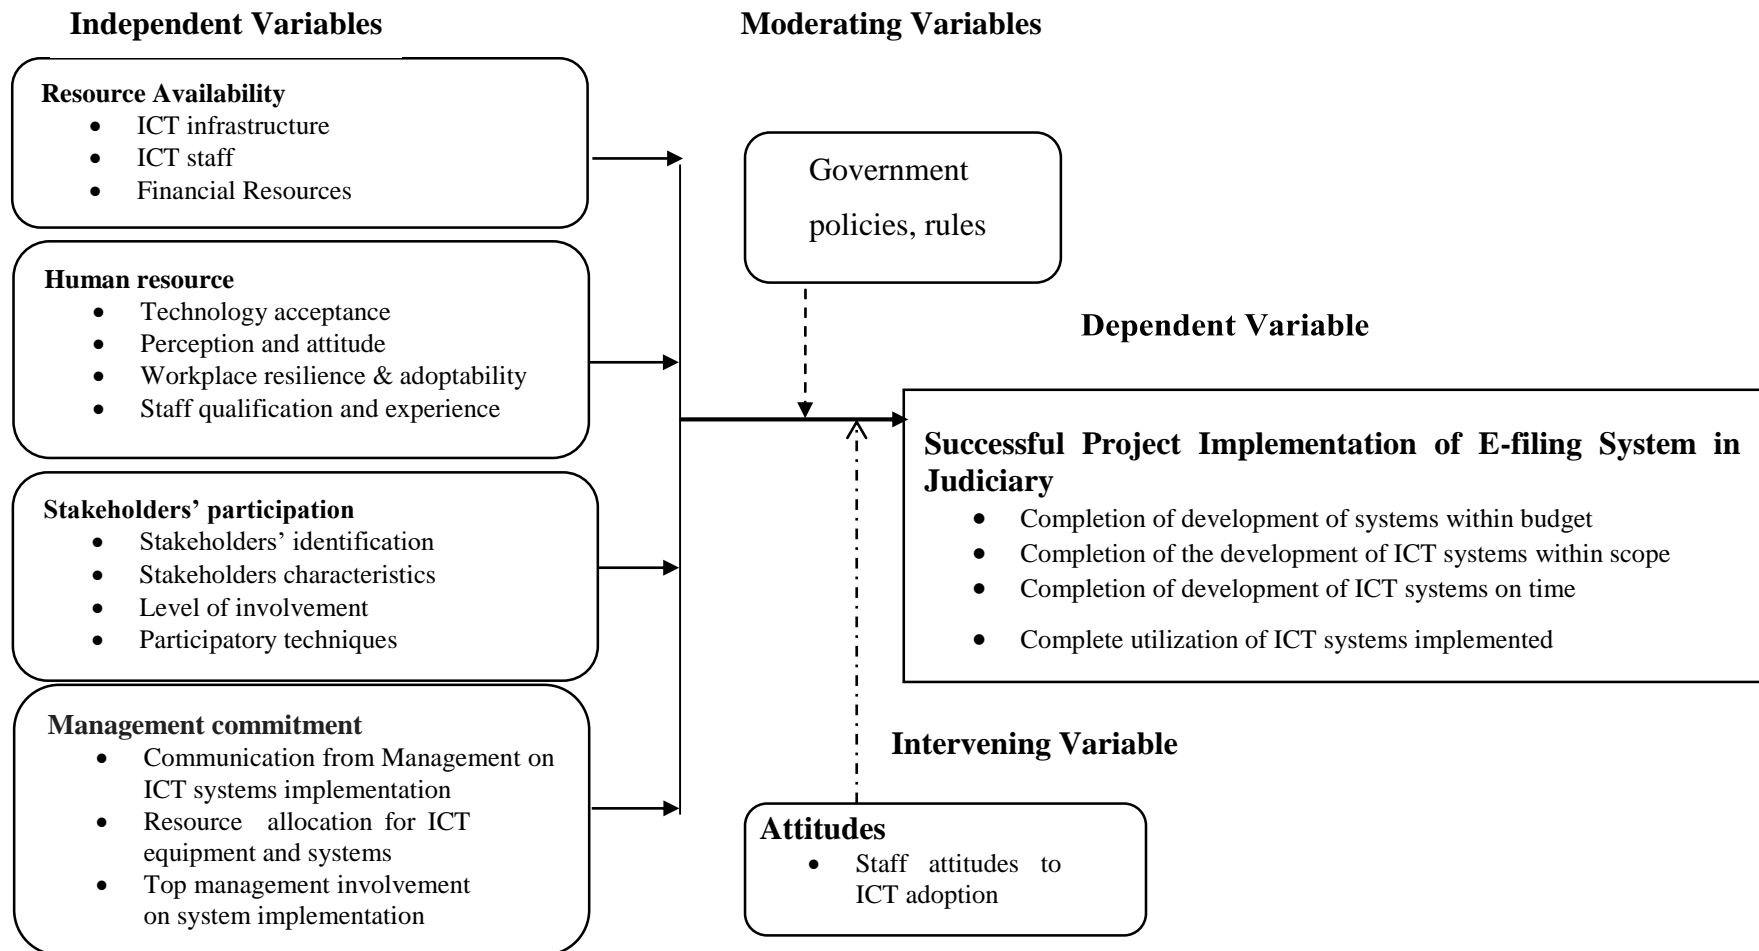 Independent Variables
Resource Availability
• ICT infrastructure
• ICT staff
• Financial Resources
Human resource
• Technology acceptance
• Perception and attitude
• Workplace resilience & adoptability
• Staff qualification and experience
Stakeholders’ participation
• Stakeholders’ identification
• Stakeholders characteristics
• Level of involvement
• Participatory techniques
Management commitment
• Communication from Management on
ICT systems implementation
• Resource allocation for ICT
equipment and systems
• Top management involvement
on system implementation
Moderating Variables
Government
policies, rules
Dependent Variable
Successful Project Implementation of E-filing System in
Judiciary
• Completion of development of systems within budget
• Completion of the development of ICT systems within scope
• Completion of development of ICT systems on time
• Complete utilization of ICT systems implemented
Intervening Variable
Attitudes
• Staff attitudes to
ICT adoption